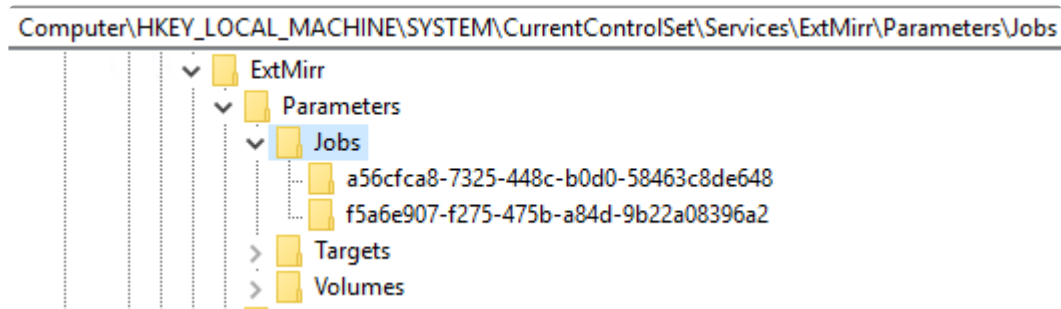 Computer\HKEY_LOCAL_MACHINE\SYSTEM\CurrentControlSet\Services\ExtMirr\Parameters\Jobs
ExtMirr
Parameters
Jobs
a56cfca8-7325-448c-b0d0-58463c8de648
f5a6e907-f275-475b-a84d-9b22a08396a2
Targets
Volumes